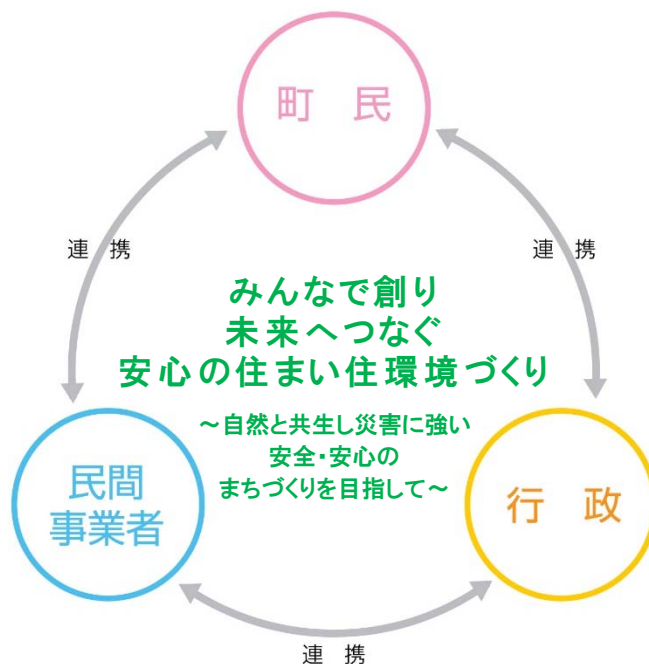 町 民
連 携
連 携
みんなで創り
未来へつなぐ
安心の住まい住環境づくり
～自然と共生し災害に強い
安全・安心の
まちづくりを目指して～
民間
事業者
行 政
連 携